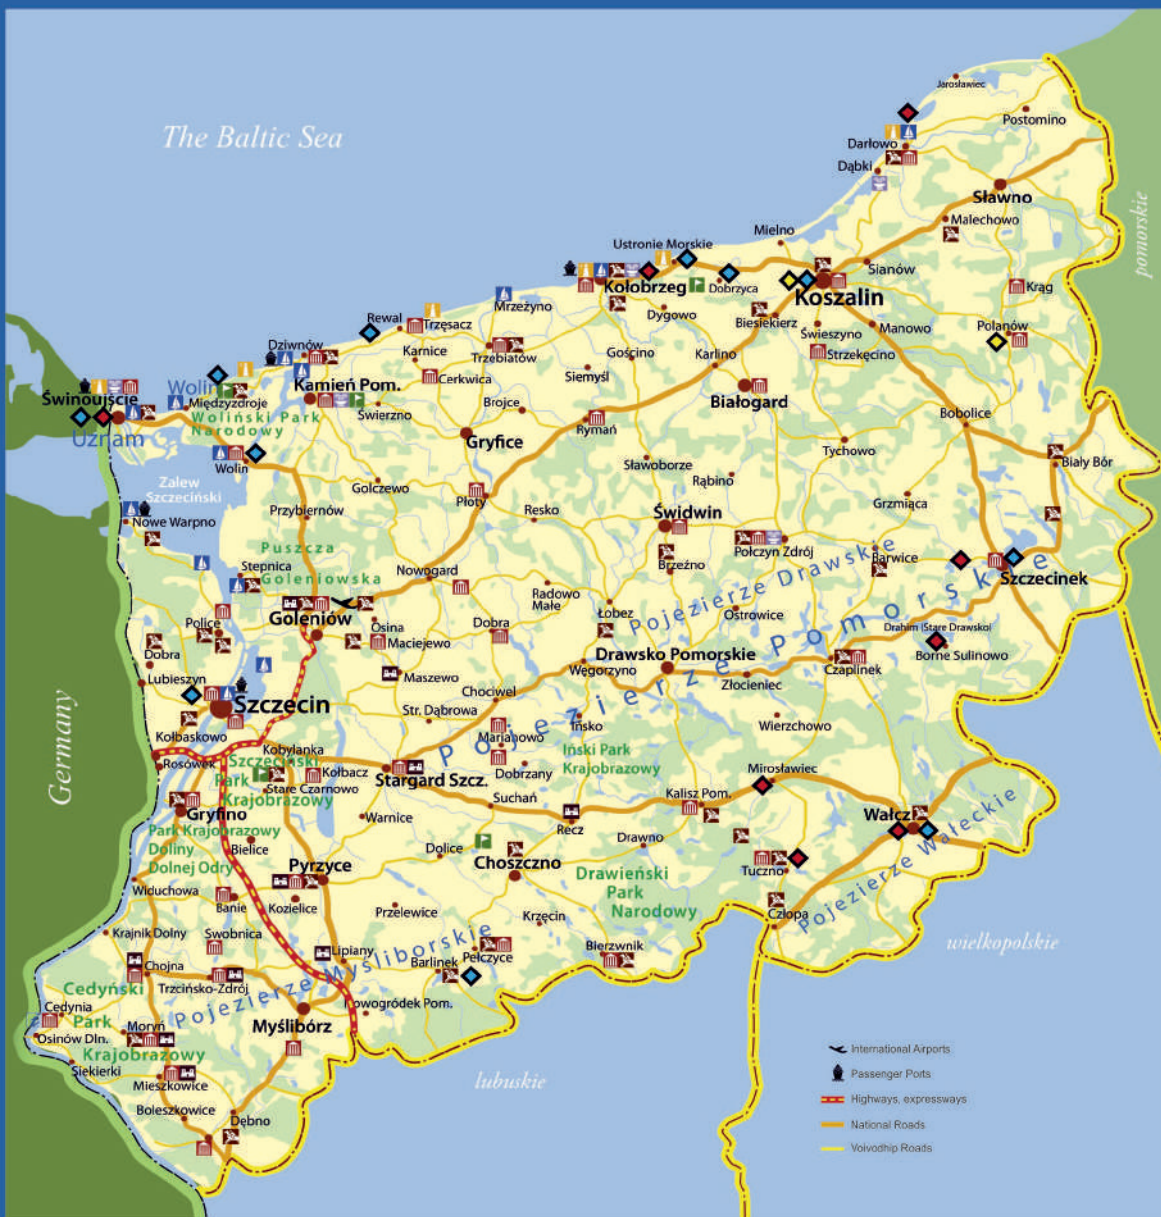 The Baltic Sea
Jarosławiec
Postomino
Darłowo
Dąbki
Sławno
pomorskie
Malechowo
Mielno
Ustronie Morskie
Sianów
Kołobrzeg
Dobrzyca
Koszalin
Krąg
Mrzeżyno
Dygowo
Biesiekierz
Rewal
Trzęsacz
Świeszyno
Manowo
Polanów
Dziwnów
Karnice
Trzebiatów
Gościno
Karlino
Strzekęcino
Cerkwica
Siemyśl
Wolin
Kamień Pom.
Świnoujście
Międzyzdroje
Świerzno
Brojce
Białogard
Woliński Park
Narodowy
Uznam
Rymań
Bobolice
Gryfice
Tychowo
Wolin
Sławoborze
Biały Bór
Zalew
Szczeciński
Golczewo
Rąbino
Płoty
Grzmiąca
Nowe Warpno
Przybiernów
Resko
Świdwin
Puszcza
Goleniowska
Połczyn Zdrój
Barwice
Stepnica
Nowogard
Brzeźno
Szczecinek
Radowo
Małe
Pojezierze Drawskie
Łobez
Ostrowice
Police
Goleniów
Osina
Dobra
Drahim (Stare Drawsko)
Maciejewo
Dobra
Drawsko Pomorskie
Borne Sulinowo
Węgorzyno
Czaplinek
Lubieszyn
Maszewo
Złocieniec
Chociwel
Szczecin
Str. Dąbrowa
Pojezierze Pomorskie
Germany
Ińsko
Wierzchowo
Kołbaskowo
Marianowo
Kobylanka
Iński Park
Krajobrazowy
Rosówek
Szczeciński
Park
Krajobrazowy
Kołbacz
Stargard Szcz.
Dobrzany
Mirosławiec
Stare Czarnowo
Suchań
Kalisz Pom.
Gryfino
Warnice
Recz
Wałcz
Park Krajobrazowy
Doliny
Dolnej Odry
Bielice
Drawno
Dolice
Pyrzyce
Choszczno
Tuczno
Pojezierze Wałeckie
Drawieński
Park
Narodowy
Widuchowa
Banie
Kozielice
Przelewice
Krzęcin
Człopa
Krajnik Dolny
Swobnica
wielkopolskie
Lipiany
Pełczyce
Bierzwnik
Chojna
Barlinek
Trzcińsko-Zdrój
Pojezierze Myśliborskie
Cedyński
Park
Krajobrazowy
Cedynia
Nowogródek Pom.
Moryń
Myślibórz
Osinów Dln.
Siekierki
Mieszkowice
lubuskie
Boleszkowice
Dębno
International Airports
Passenger Ports
Highways, expressways
National Roads
Voivodhip Roads